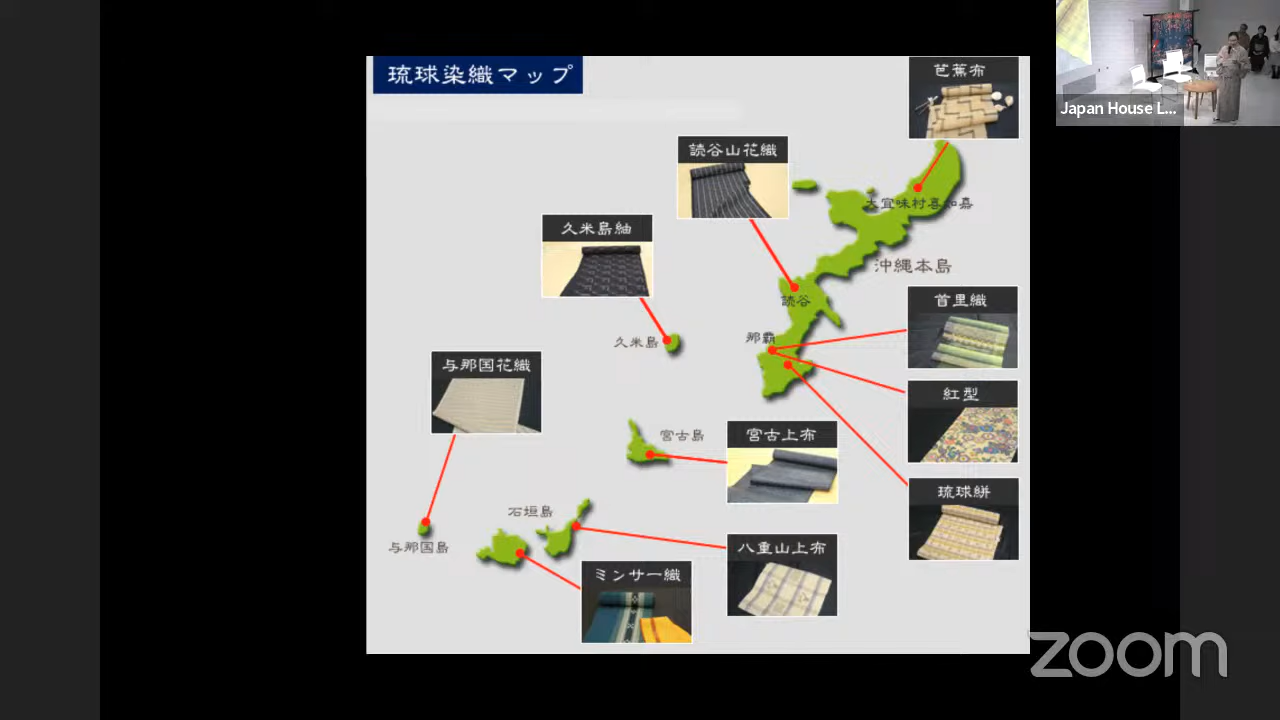 琉球染織マップ
芭蕉布
Japan House L...
読谷山花織
大宜味村喜如嘉
久米島紬
沖縄本島
首里織
読谷
那覇
久米島
与那国花織
紅型
宮古島
宮古上布
琉球絣
石垣島
与那国島
八重山上布
ミンサー織
zoom